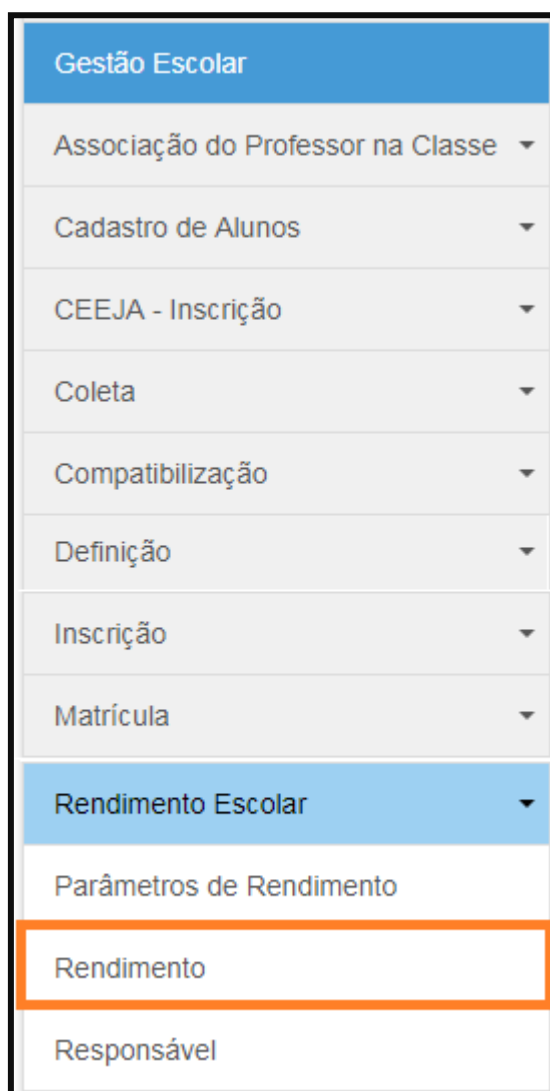 Gestão Escolar
Associação do Professor na Classe
Cadastro de Alunos
CEEJA - Inscrição
Coleta
Compatibilização
Definição
Inscrição
Matrícula
Rendimento Escolar
Parâmetros de Rendimento
Rendimento
Responsável